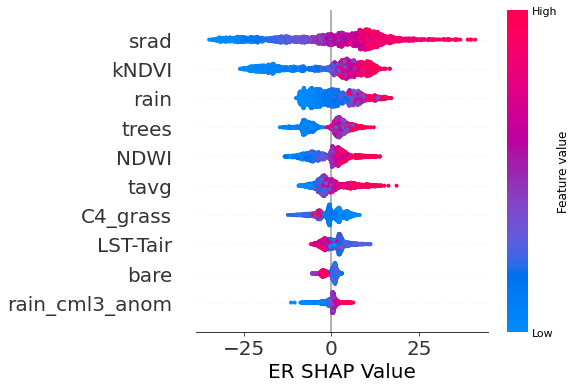 High
srad
kNDVI
rain
trees
NDWI
tavg
C4_grass
LST-Tair
bare
rain_cml3_anom
Feature value
Low
−25 0 25
ER SHAP Value